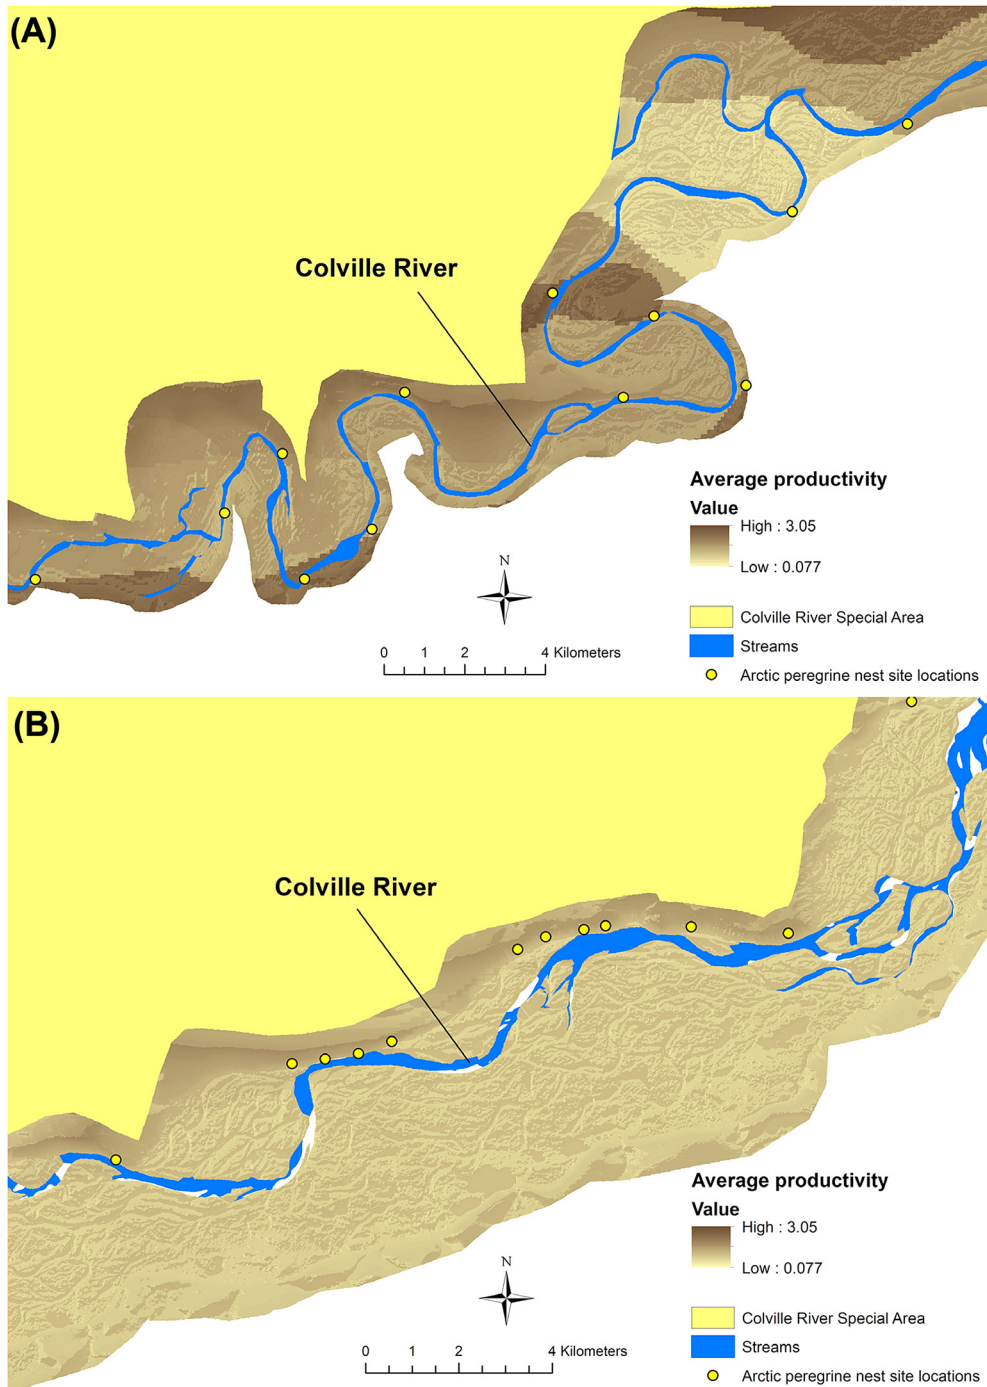 (A)
Colville River
Average productivity
Value
High : 3.05
Low : 0.077
Colville River Special Area
Streams
Arctic peregrine nest site locations
N
0 1 2 4 Kilometers
(B)
Colville River
Average productivity
Value
High : 3.05
Low : 0.077
Colville River Special Area
Streams
Arctic peregrine nest site locations
N
0 1 2 4 Kilometers